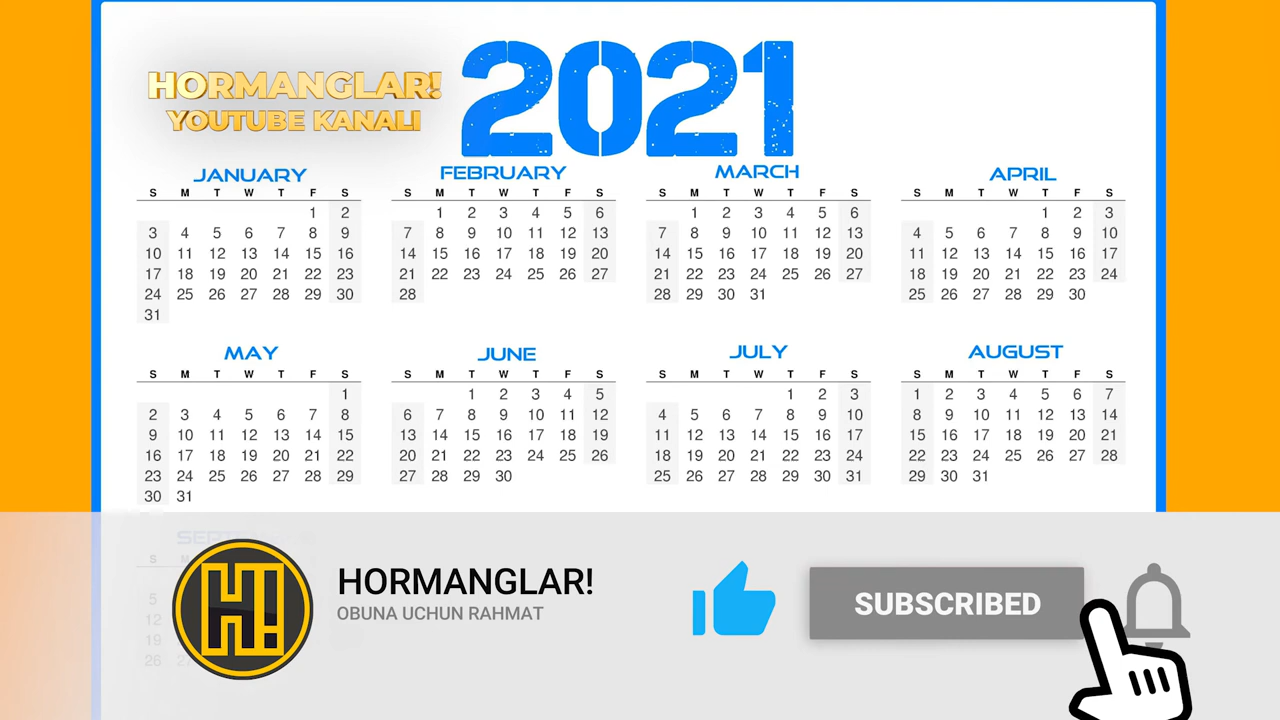 HORMANGLAR!
YOUTUBE KANALI
2021
JANUARY FEBRUARY MARCH APRIL
S M T W T F S S M T W T F S S M T W T F S S M T W T F S
1 2 1 2 3 4 5 6 1 2 3 4 5 6 1 2 3
3 4 5 6 7 8 9 7 8 9 10 11 12 13 7 8 9 10 11 12 13 4 5 6 7 8 9 10
10 11 12 13 14 15 16 14 15 16 17 18 19 20 14 15 16 17 18 19 20 11 12 13 14 15 16 17
17 18 19 20 21 22 23 21 22 23 24 25 26 27 21 22 23 24 25 26 27 18 19 20 21 22 23 24
24 25 26 27 28 29 30 28 28 29 30 31 25 26 27 28 29 30
31
MAY JUNE JULY AUGUST
S M T W T F S S M T W T F S S M T W T F S S M T W T F S
1 1 2 3 4 5 1 2 3 1 2 3 4 5 6 7
2 3 4 5 6 7 8 6 7 8 9 10 11 12 4 5 6 7 8 9 10 8 9 10 11 12 13 14
9 10 11 12 13 14 15 13 14 15 16 17 18 19 11 12 13 14 15 16 17 15 16 17 18 19 20 21
16 17 18 19 20 21 22 20 21 22 23 24 25 26 18 19 20 21 22 23 24 22 23 24 25 26 27 28
23 24 25 26 27 28 29 27 28 29 30 25 26 27 28 29 30 31 29 30 31
30 31
S
5
12
19
26
H!
HORMANGLAR!
OBUNA UCHUN RAHMAT
SUBSCRIBED